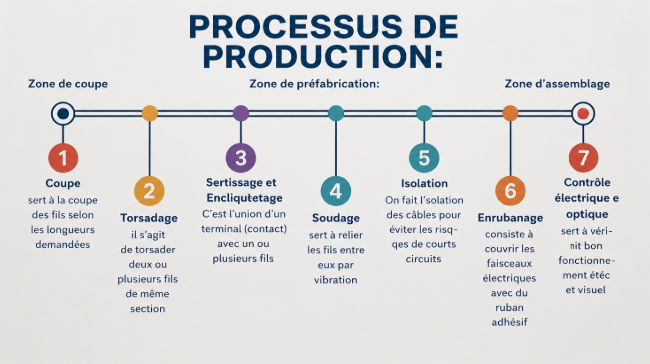 PROCESSUS DE
PRODUCTION:
Zone de coupe
Zone de préfabrication:
Zone d'assemblage
1
Coupe
sert à la coupe
des fils selon
les longueurs
demandées
2
Torsadage
il s'agit
de torsader
deux ou
plusieurs fils
de même
section
3
Sertissage et
Encliqutetage
C'est l'union d'un
terminal (contact)
avec un ou
plusieurs fils
4
Soudage
sert à relier
les fils entre
eux par
vibration
5
Isolation
On fait l'solation
des câbles pour
éviter les risq-
qes de courts
circuits
6
Enrubanage
consiste à
couvrir les
faisceaux
électriques
avec du
ruban
adhésif
7
Contrôle
électrique e
optique
sert à véri-
nit bon
fonctionne-
ment étéc
et visuel